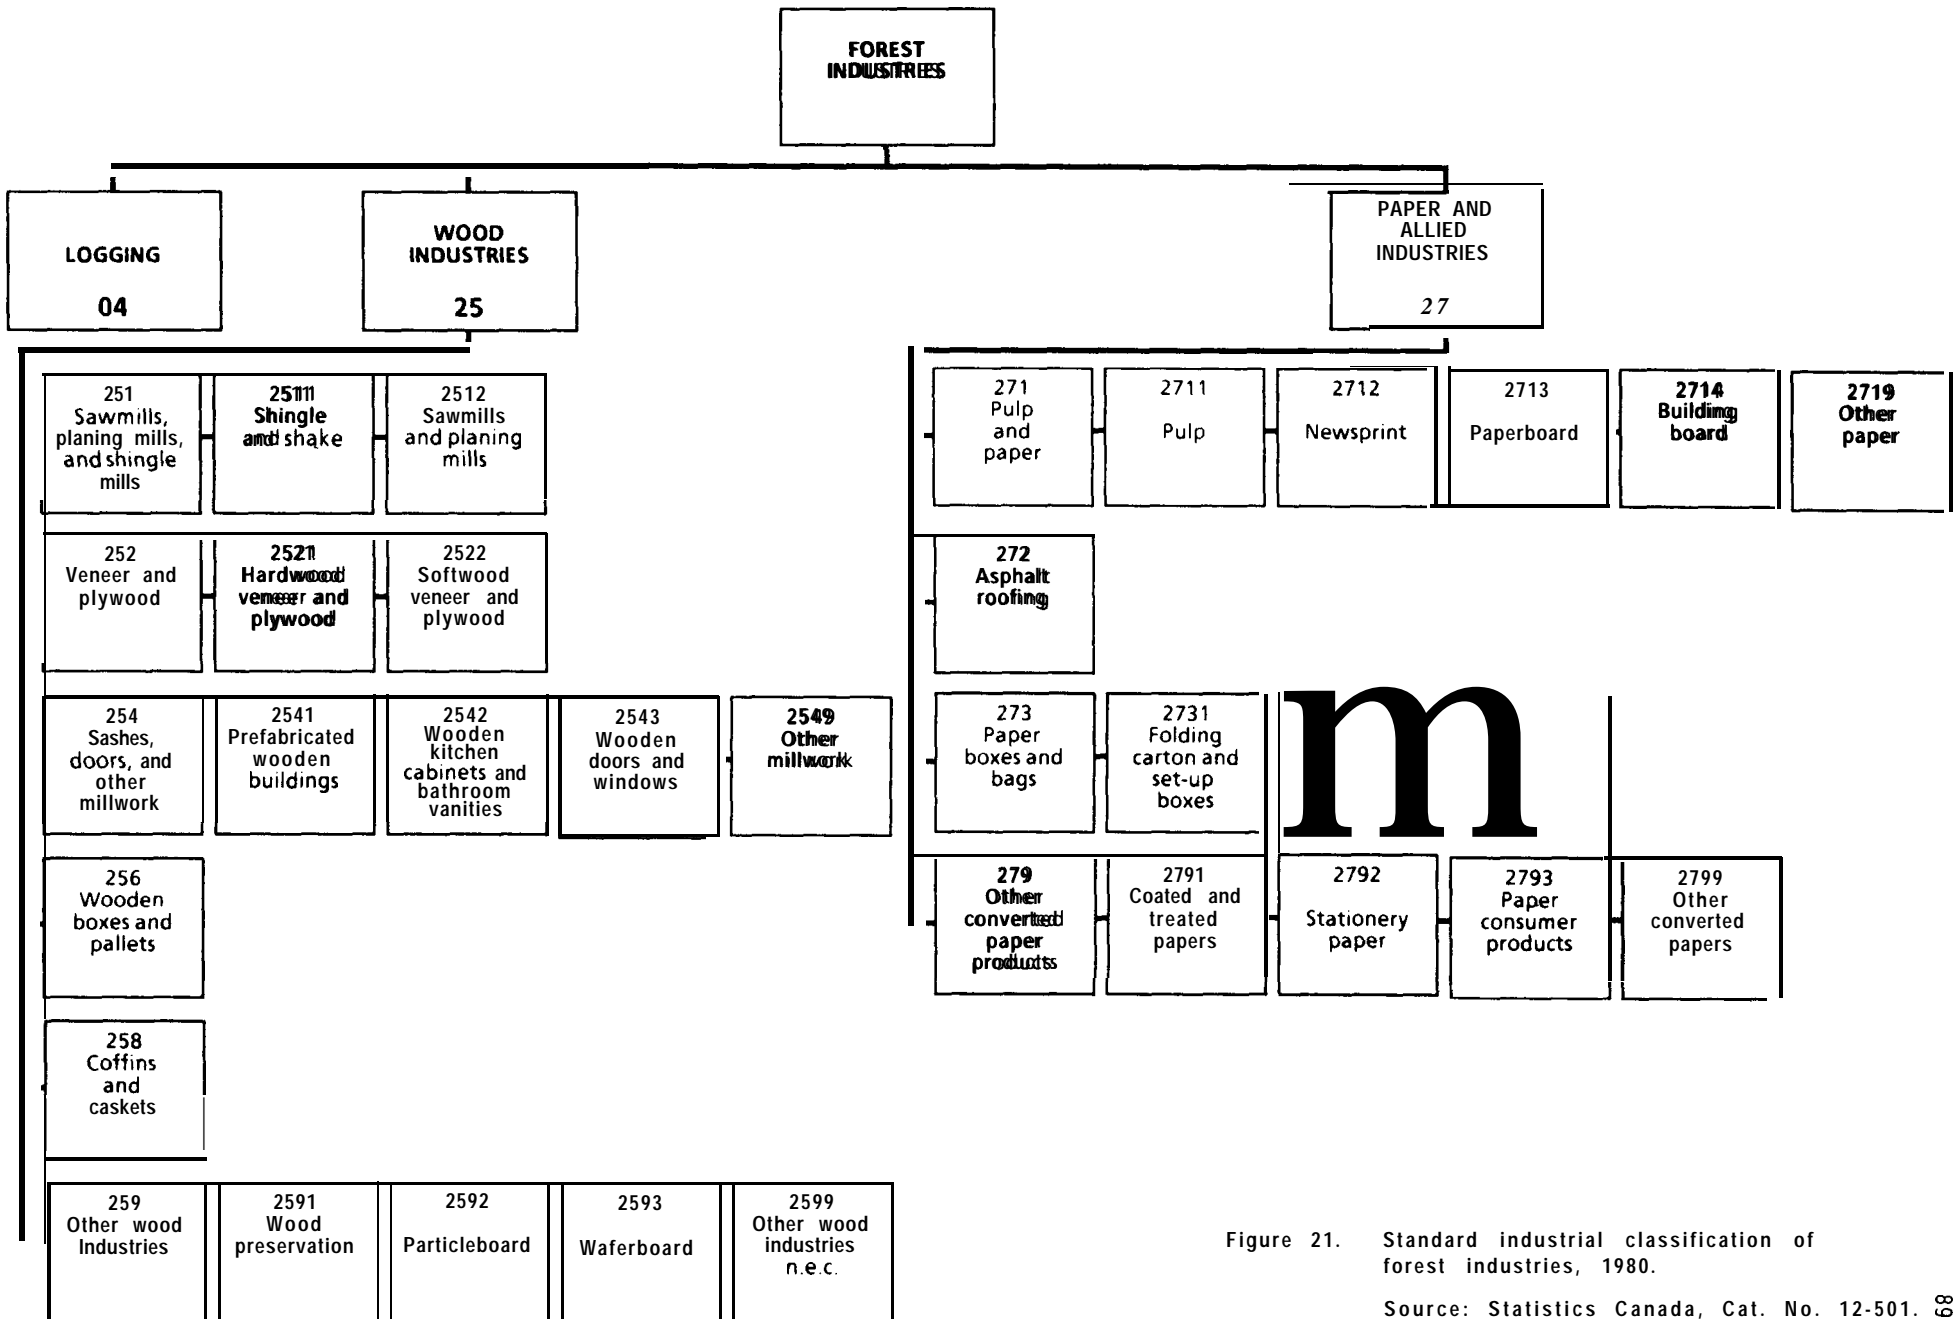 FOREST
INDUSTRIES
LOGGING
04
WOOD
INDUSTRIES
25
PAPER AND
ALLIED
INDUSTRIES
27
251
Sawmills,
planing mills,
and shingle
mills
2511
Shingle
and shake
2512
Sawmills
and planing
mills
252
Veneer and
plywood
2521
Hardwood
veneer and
plywood
2522
Softwood
veneer and
plywood
254
Sashes,
doors, and
other
millwork
2541
Prefabricated
wooden
buildings
2542
Wooden
kitchen
cabinets and
bathroom
vanities
2543
Wooden
doors and
windows
2549
Other
millwork
256
Wooden
boxes and
pallets
258
Coffins
and
caskets
259
Other wood
Industries
2591
Wood
preservation
2592
Particleboard
2593
Waferboard
2599
Other wood
industries
n.e.c.
271
Pulp
and
paper
2711
Pulp
2712
Newsprint
2713
Paperboard
2714
Building
board
2719
Other
paper
272
Asphalt
roofing
273
Paper
boxes and
bags
2731
Folding
carton and
set-up
boxes
m
279
Other
converted
paper
products
2791
Coated and
treated
papers
2792
Stationery
paper
2793
Paper
consumer
products
2799
Other
converted
papers
Figure 21. Standard industrial classification of
forest industries, 1980.
Source: Statistics Canada, Cat. No. 12-501.
89